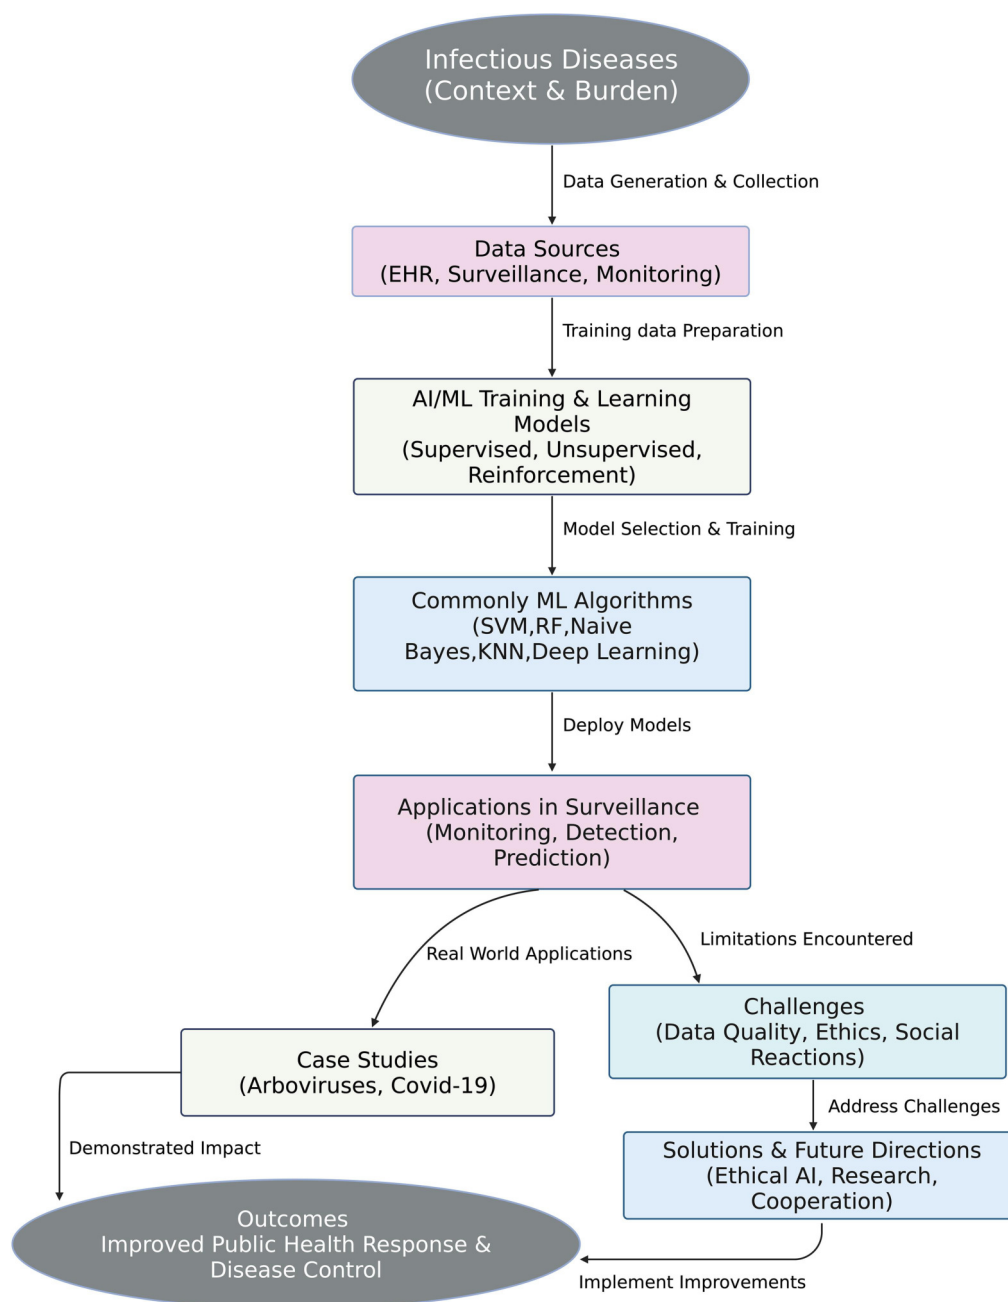 Infectious Diseases
(Context & Burden)
Data Generation & Collection
Data Sources
(EHR, Surveillance, Monitoring)
Training data Preparation
AI/ML Training & Learning
Models
(Supervised, Unsupervised,
Reinforcement)
Model Selection & Training
Commonly ML Algorithms
(SVM,RF,Naive
Bayes,KNN,Deep Learning)
Deploy Models
Applications in Surveillance
(Monitoring, Detection,
Prediction)
Real World Applications
Limitations Encountered
Case Studies
(Arboviruses, Covid-19)
Challenges
(Data Quality, Ethics, Social
Reactions)
Demonstrated Impact
Address Challenges
Solutions & Future Directions
(Ethical AI, Research,
Cooperation)
Outcomes
Improved Public Health Response &
Disease Control
Implement Improvements